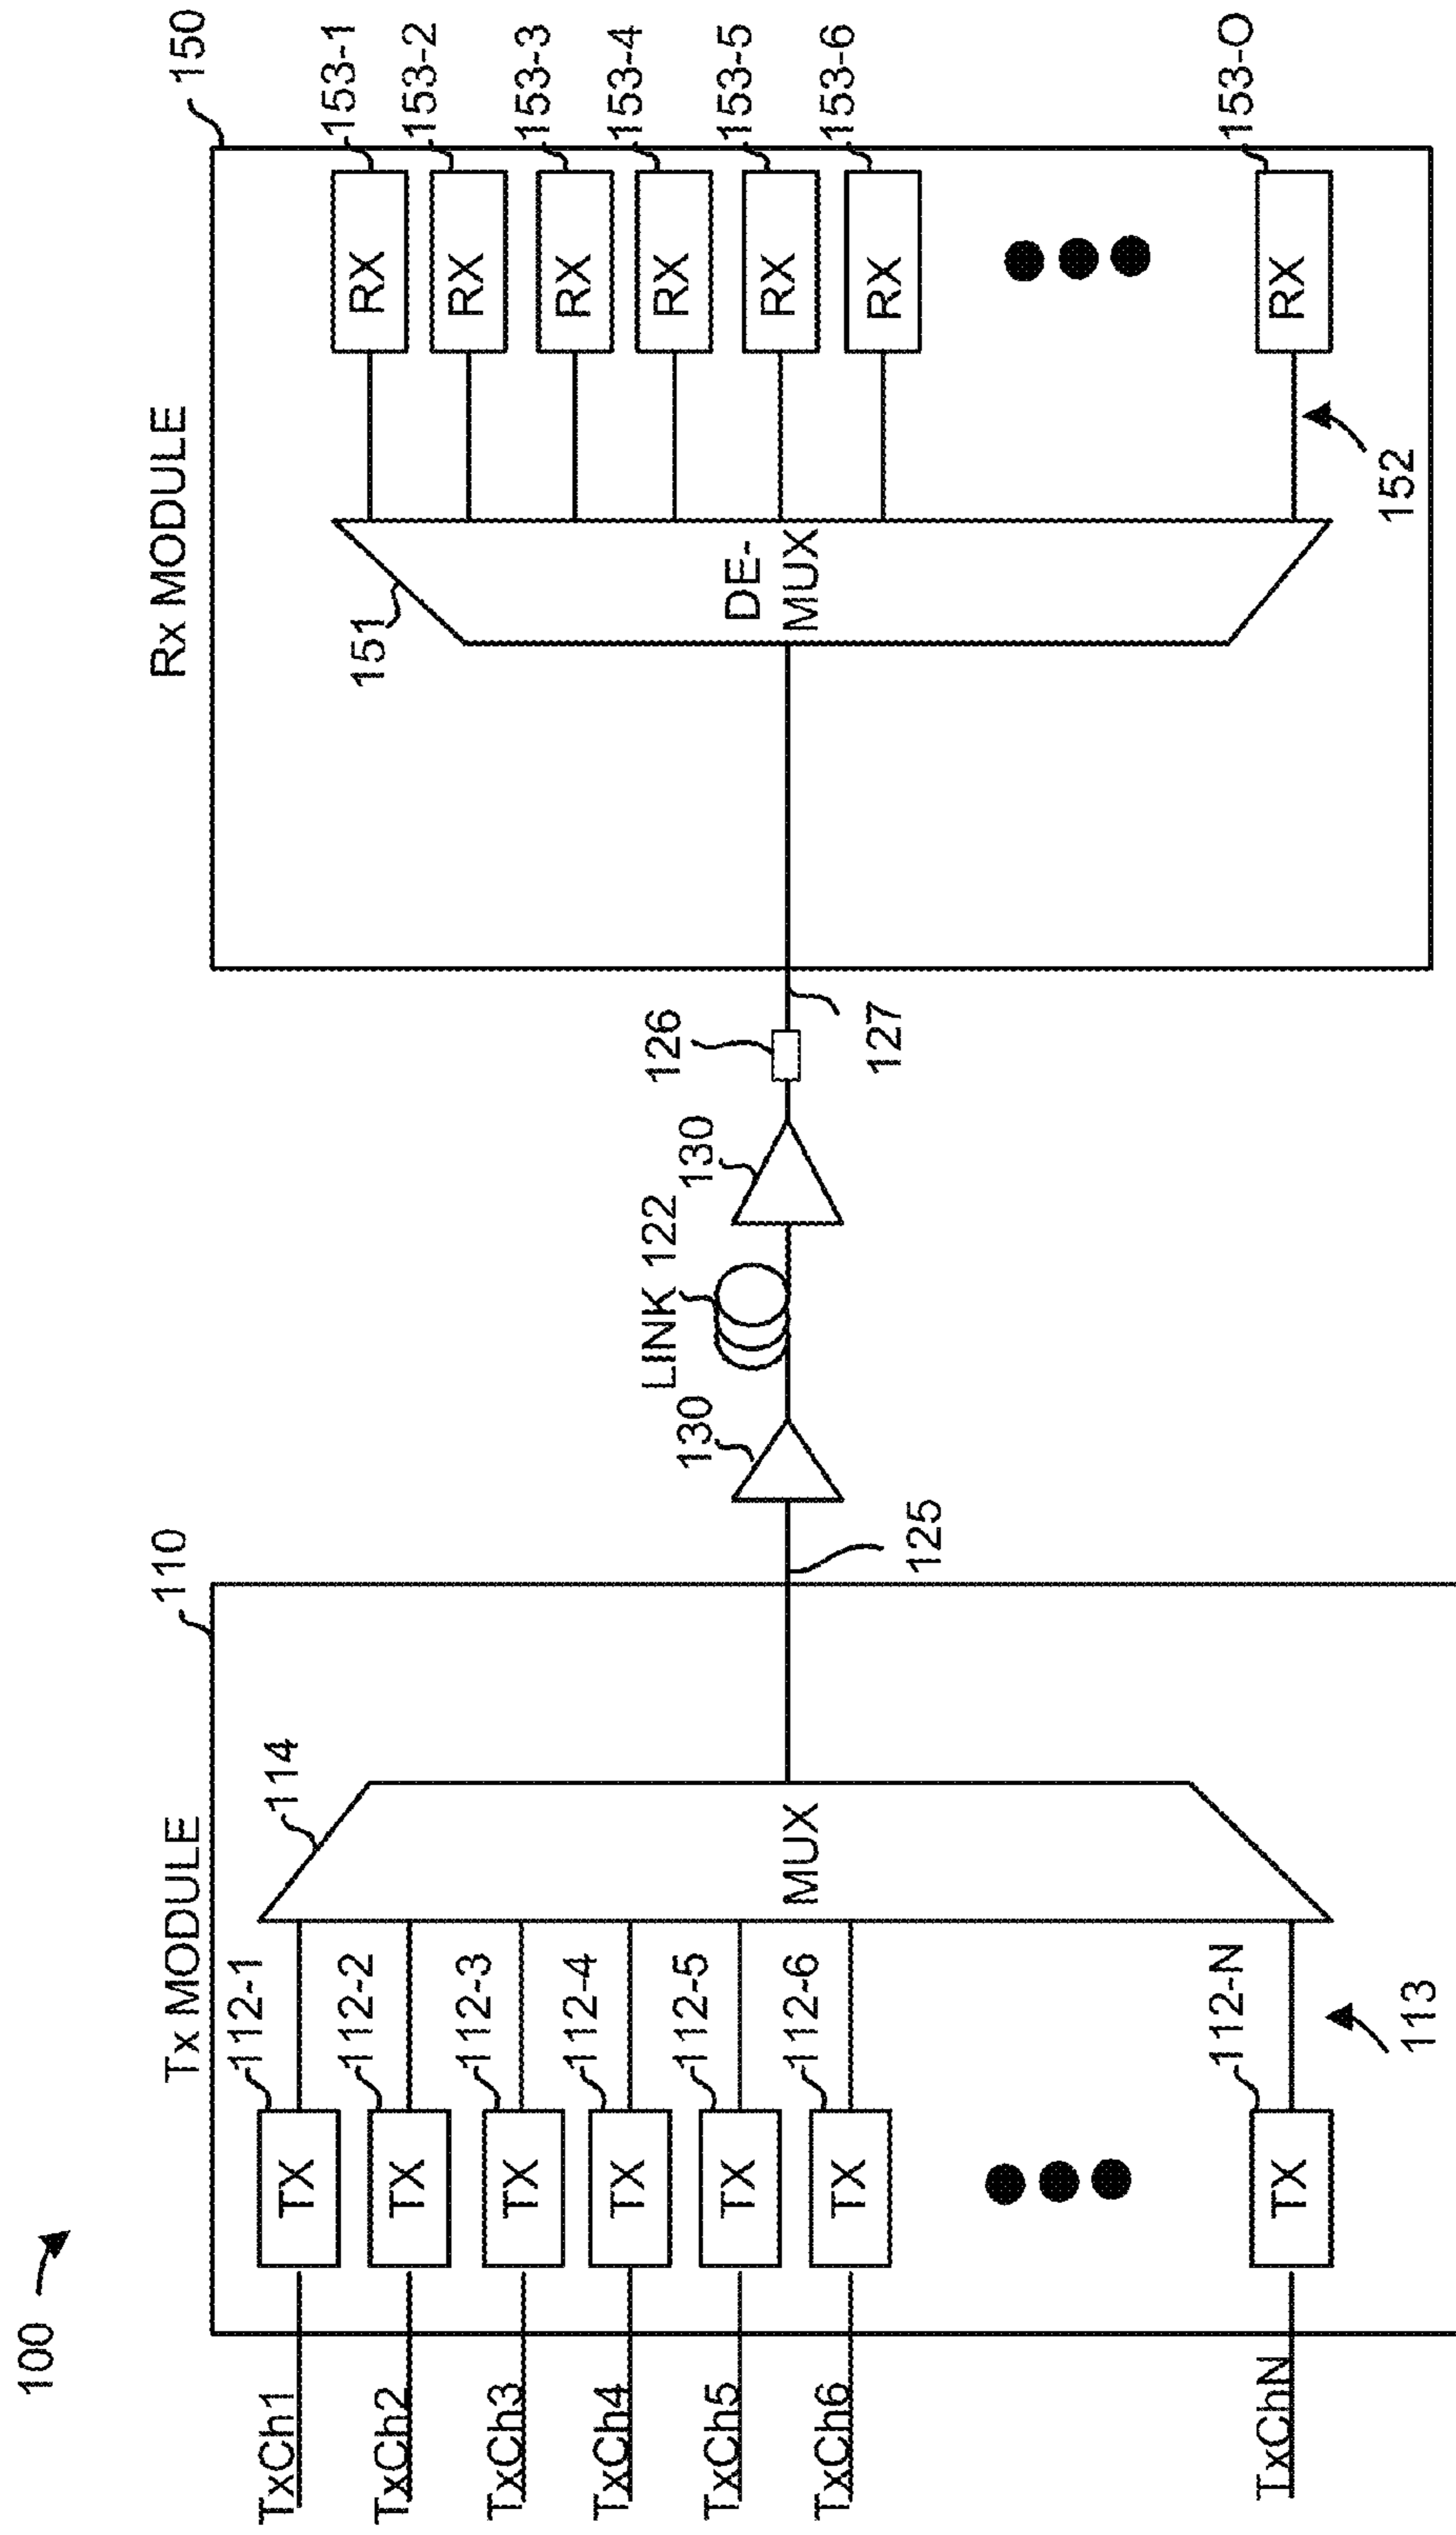 100
Tx MODULE
110
TxCh1
TX
112-1
TxCh2
TX
112-2
TxCh3
TX
112-3
TxCh4
TX
112-4
TxCh5
TX
112-5
TxCh6
TX
112-6
TxChN
TX
112-N
113
114
MUX
125
130
LINK 122
130
126
127
Rx MODULE
150
151
DE-
MUX
152
RX
153-1
RX
153-2
RX
153-3
RX
153-4
RX
153-5
RX
153-6
RX
153-O